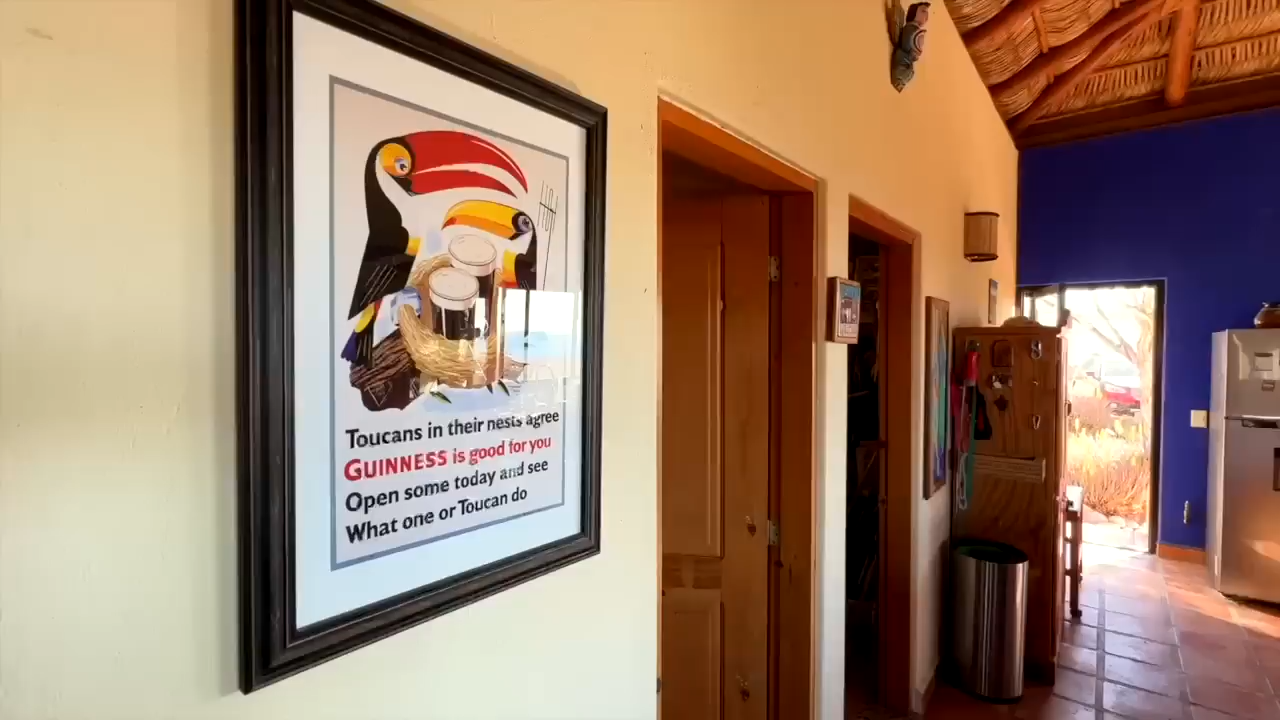 Toucans in their nests agree
GUINNESS is good for you
Open some today and see
What one or Toucan do